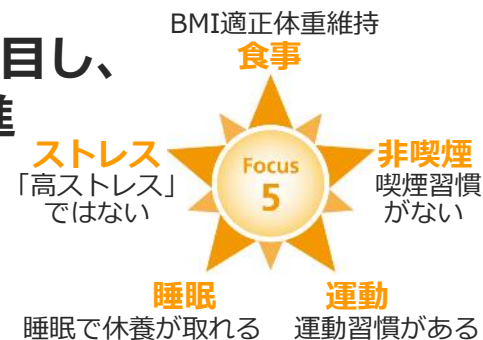 BMI適正体重維持
目し、
食事
進
ストレス
「高ストレス」
ではない
Focus
5
非喫煙
喫煙習慣
がない
睡眠
睡眠で休養が取れる
運動
運動習慣がある